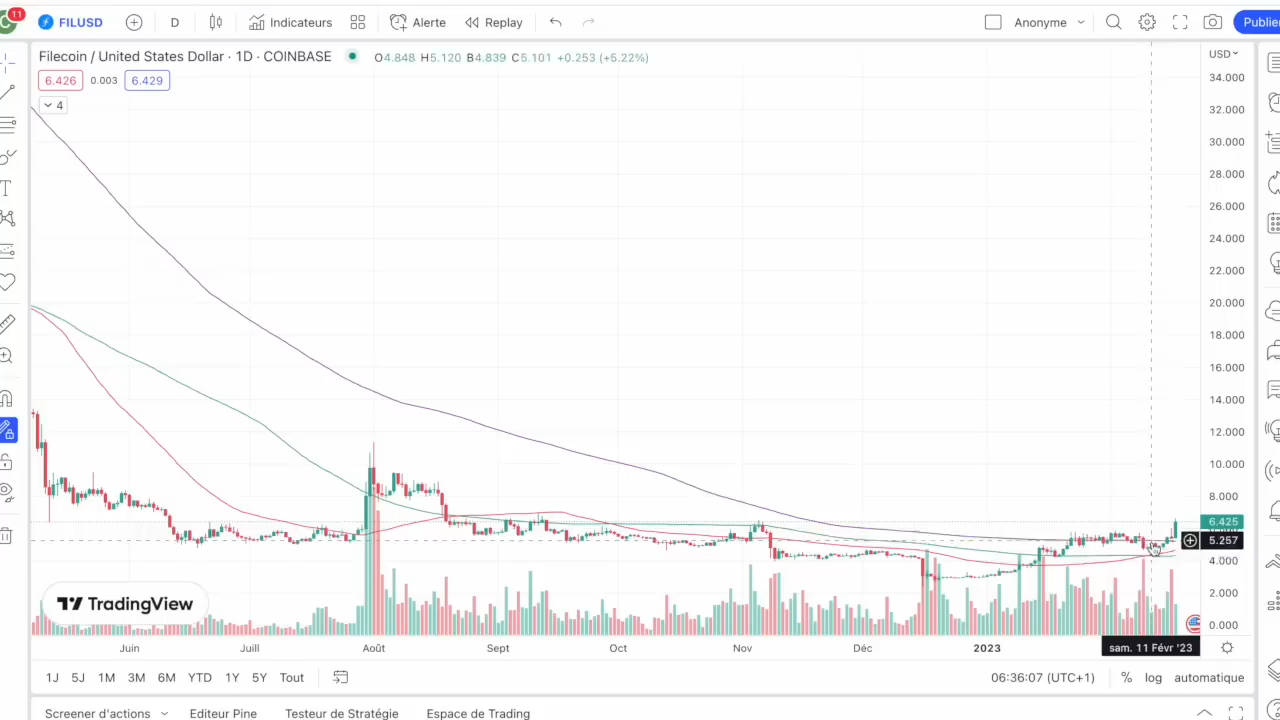 11
FILUSD
D
Indicateurs
Alerte
Replay
Anonyme
Publier
Filecoin / United States Dollar · 1D · COINBASE
O4.848 H5.120 B4.839 C5.101 +0.253 (+5.22%)
USD
6.426
0.003
6.429
4
34.000
32.000
30.000
28.000
26.000
24.000
22.000
20.000
18.000
16.000
14.000
12.000
10.000
8.000
6.425
5.257
4.000
2.000
0.000
TradingView
Juin
Juill
Août
Sept
Oct
Nov
Déc
2023
sam. 11 Févr '23
1J
5J
1M
3M
6M
YTD
1Y
5Y
Tout
06:36:07 (UTC+1)
%
log
automatique
Screener d'actions
Editeur Pine
Testeur de Stratégie
Espace de Trading